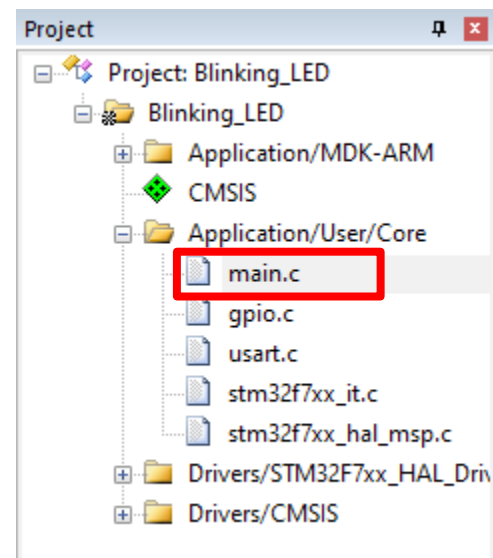 Project
Project: Blinking_LED
Blinking_LED
Application/MDK-ARM
CMSIS
Application/User/Core
main.c
gpio.c
usart.c
stm32f7xx_it.c
stm32f7xx_hal_msp.c
Drivers/STM32F7xx_HAL_Driv
Drivers/CMSIS